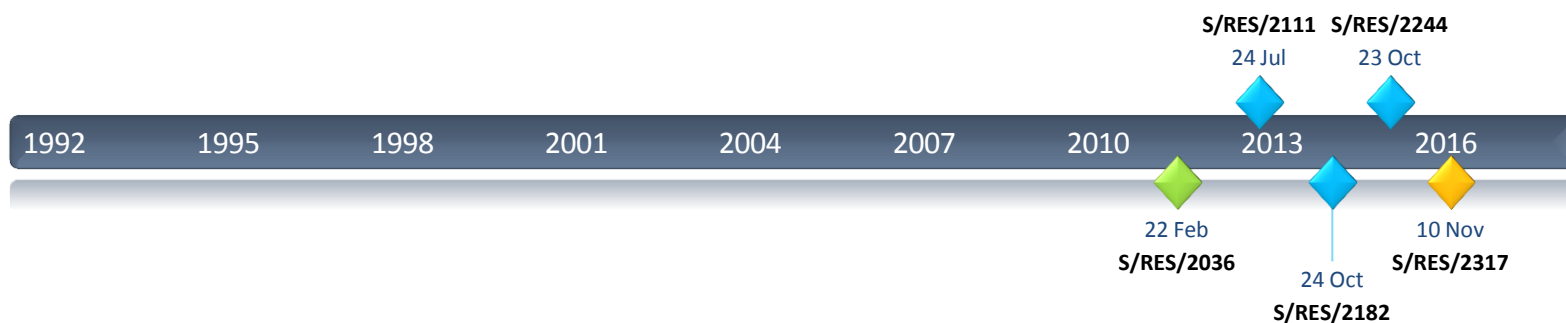 S/RES/2111 S/RES/2244
24 Jul 23 Oct
1992 1995 1998 2001 2004 2007 2010 2013 2016
22 Feb 10 Nov
S/RES/2036 S/RES/2317
24 Oct
S/RES/2182